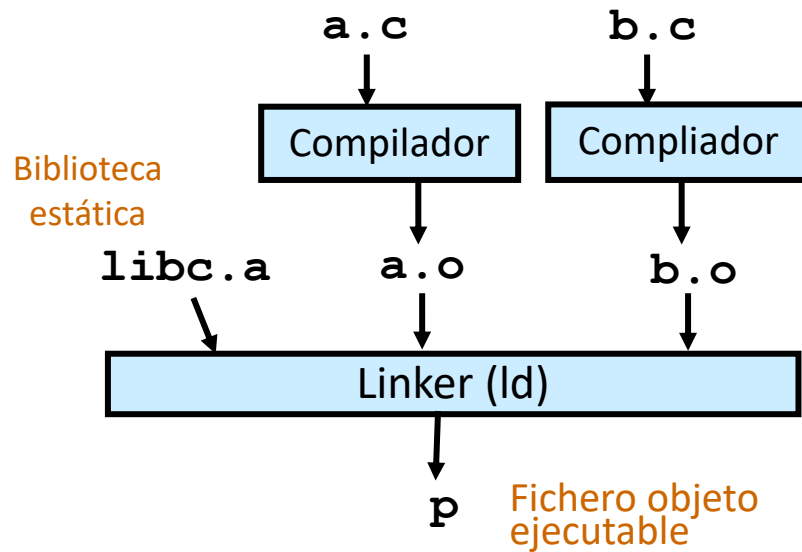 a.c
b.c
Compilador
Compliador
Biblioteca
estática
libc.a
a.o
b.o
Linker (ld)
p
Fichero objeto
ejecutable